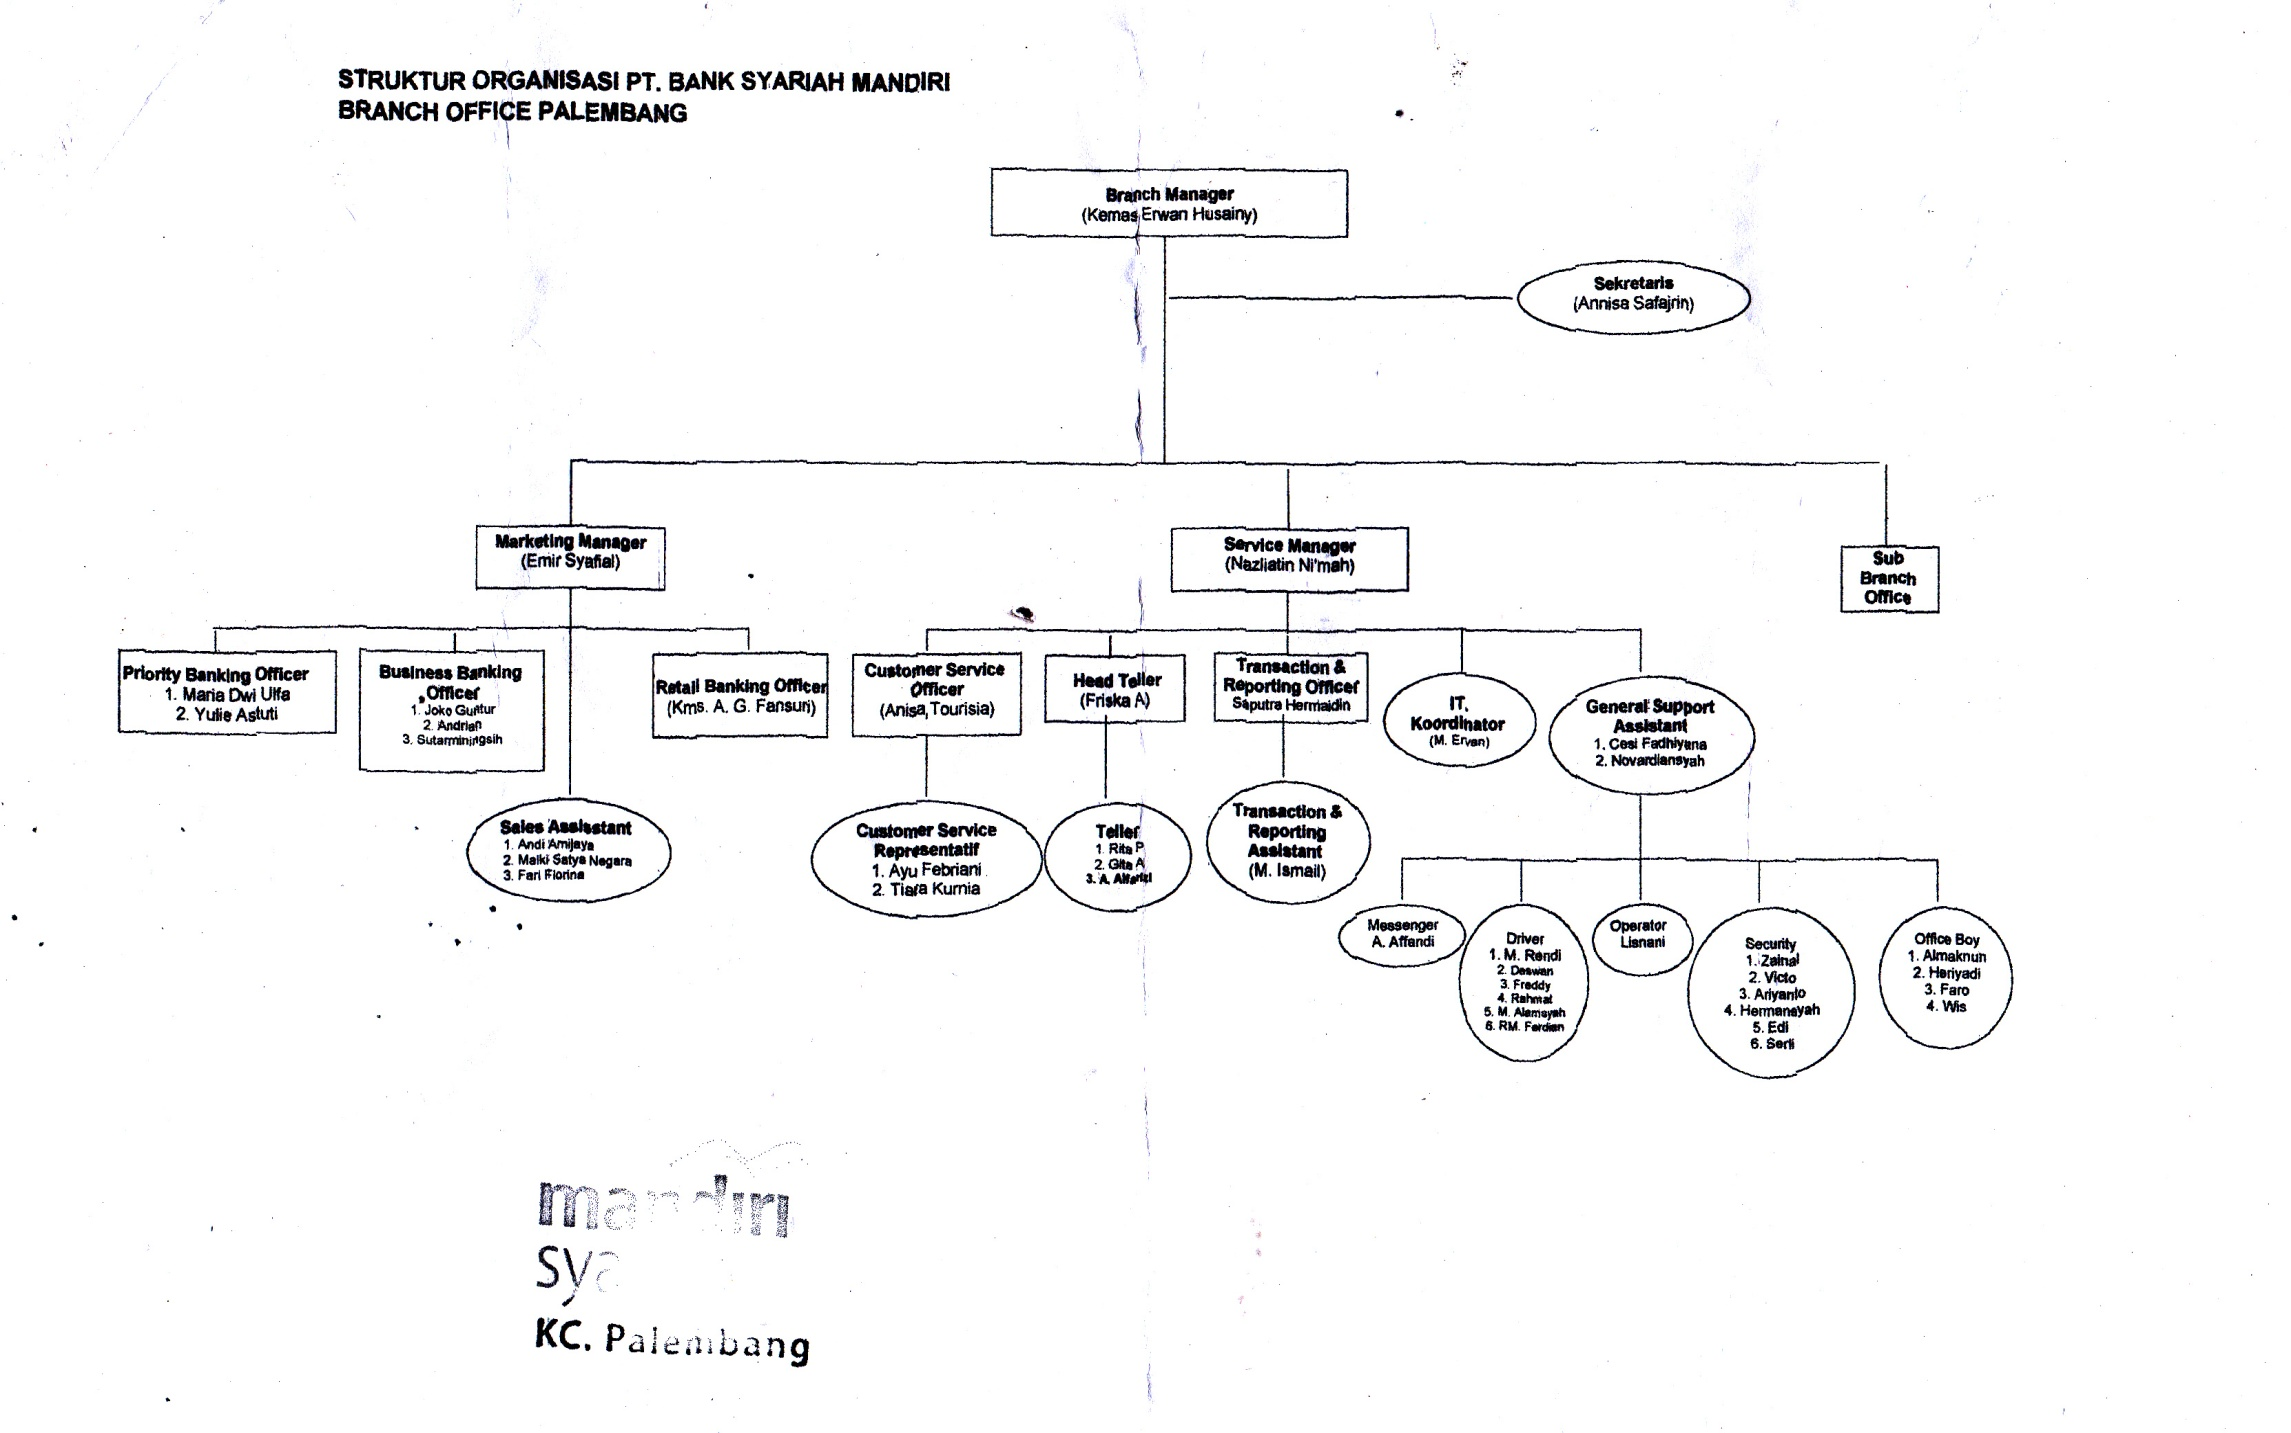 STRUKTUR ORGANISASI PT. BANK SYARIAH MANDIRI
BRANCH OFFICE PALEMBANG
Branch Manager
(Kemas Erwan Husainy)
Sekretaris
(Annisa Safajrin)
Marketing Manager
(Emir Syafial)
Service Manager
(Nazliatin Ni'mah)
Sub
Branch
Office
Priority Banking Officer
1. Maria Dwi Ulfa
2. Yulie Astuti
Business Banking
Officer
1. Joko Guntur
2. Andrian
3. Sutarminingsih
Retail Banking Officer
(Kms. A. G. Fansuri)
Customer Service
Officer
(Anisa Tourisia)
Head Teller
(Friska A)
Transaction &
Reporting Officer
Saputra Hermaidin
IT.
Koordinator
(M. Ervan)
General Support
Assistant
1. Cesi Fadhiyana
2. Novardiansyah
Sales Assisstant
1. Andi Amijaya
2. Malki Satya Negara
3. Fari Florina
Customer Service
Representatif
1. Ayu Febriani
2. Tiara Kurnia
Teller
1. Rita P
2. Gita A
3. A.
Transaction &
Reporting
Assistant
(M. Ismail)
Messenger
A. Affandi
Driver
1. M. Rendi
2. Daswan
3. Freddy
4. Rahmat
5. M. Alamsyah
6. RM. Ferdian
Operator
Lisnani
Security
1. Zainal
2. Victo
3. Ariyanto
4. Hermansyah
5. Edi
6. Serli
Office Boy
1. Almaknun
2. Hariyadi
3. Faro
4. Wis
mandiri
sya
KC. Palembang